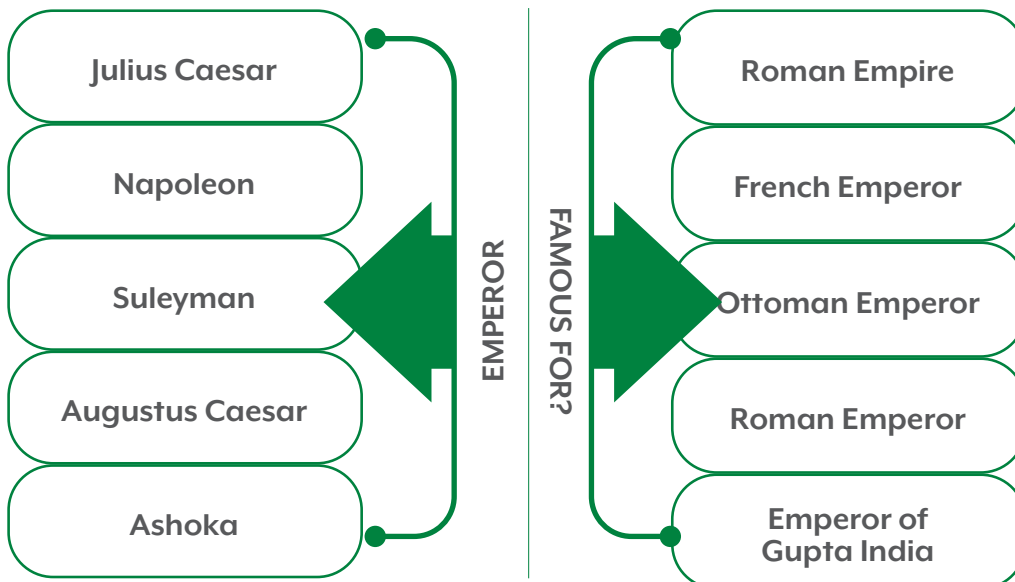 Julius Caesar
Napoleon
Suleyman
Augustus Caesar
Ashoka
EMPEROR
FAMOUS FOR?
Roman Empire
French Emperor
Ottoman Emperor
Roman Emperor
Emperor of
Gupta India